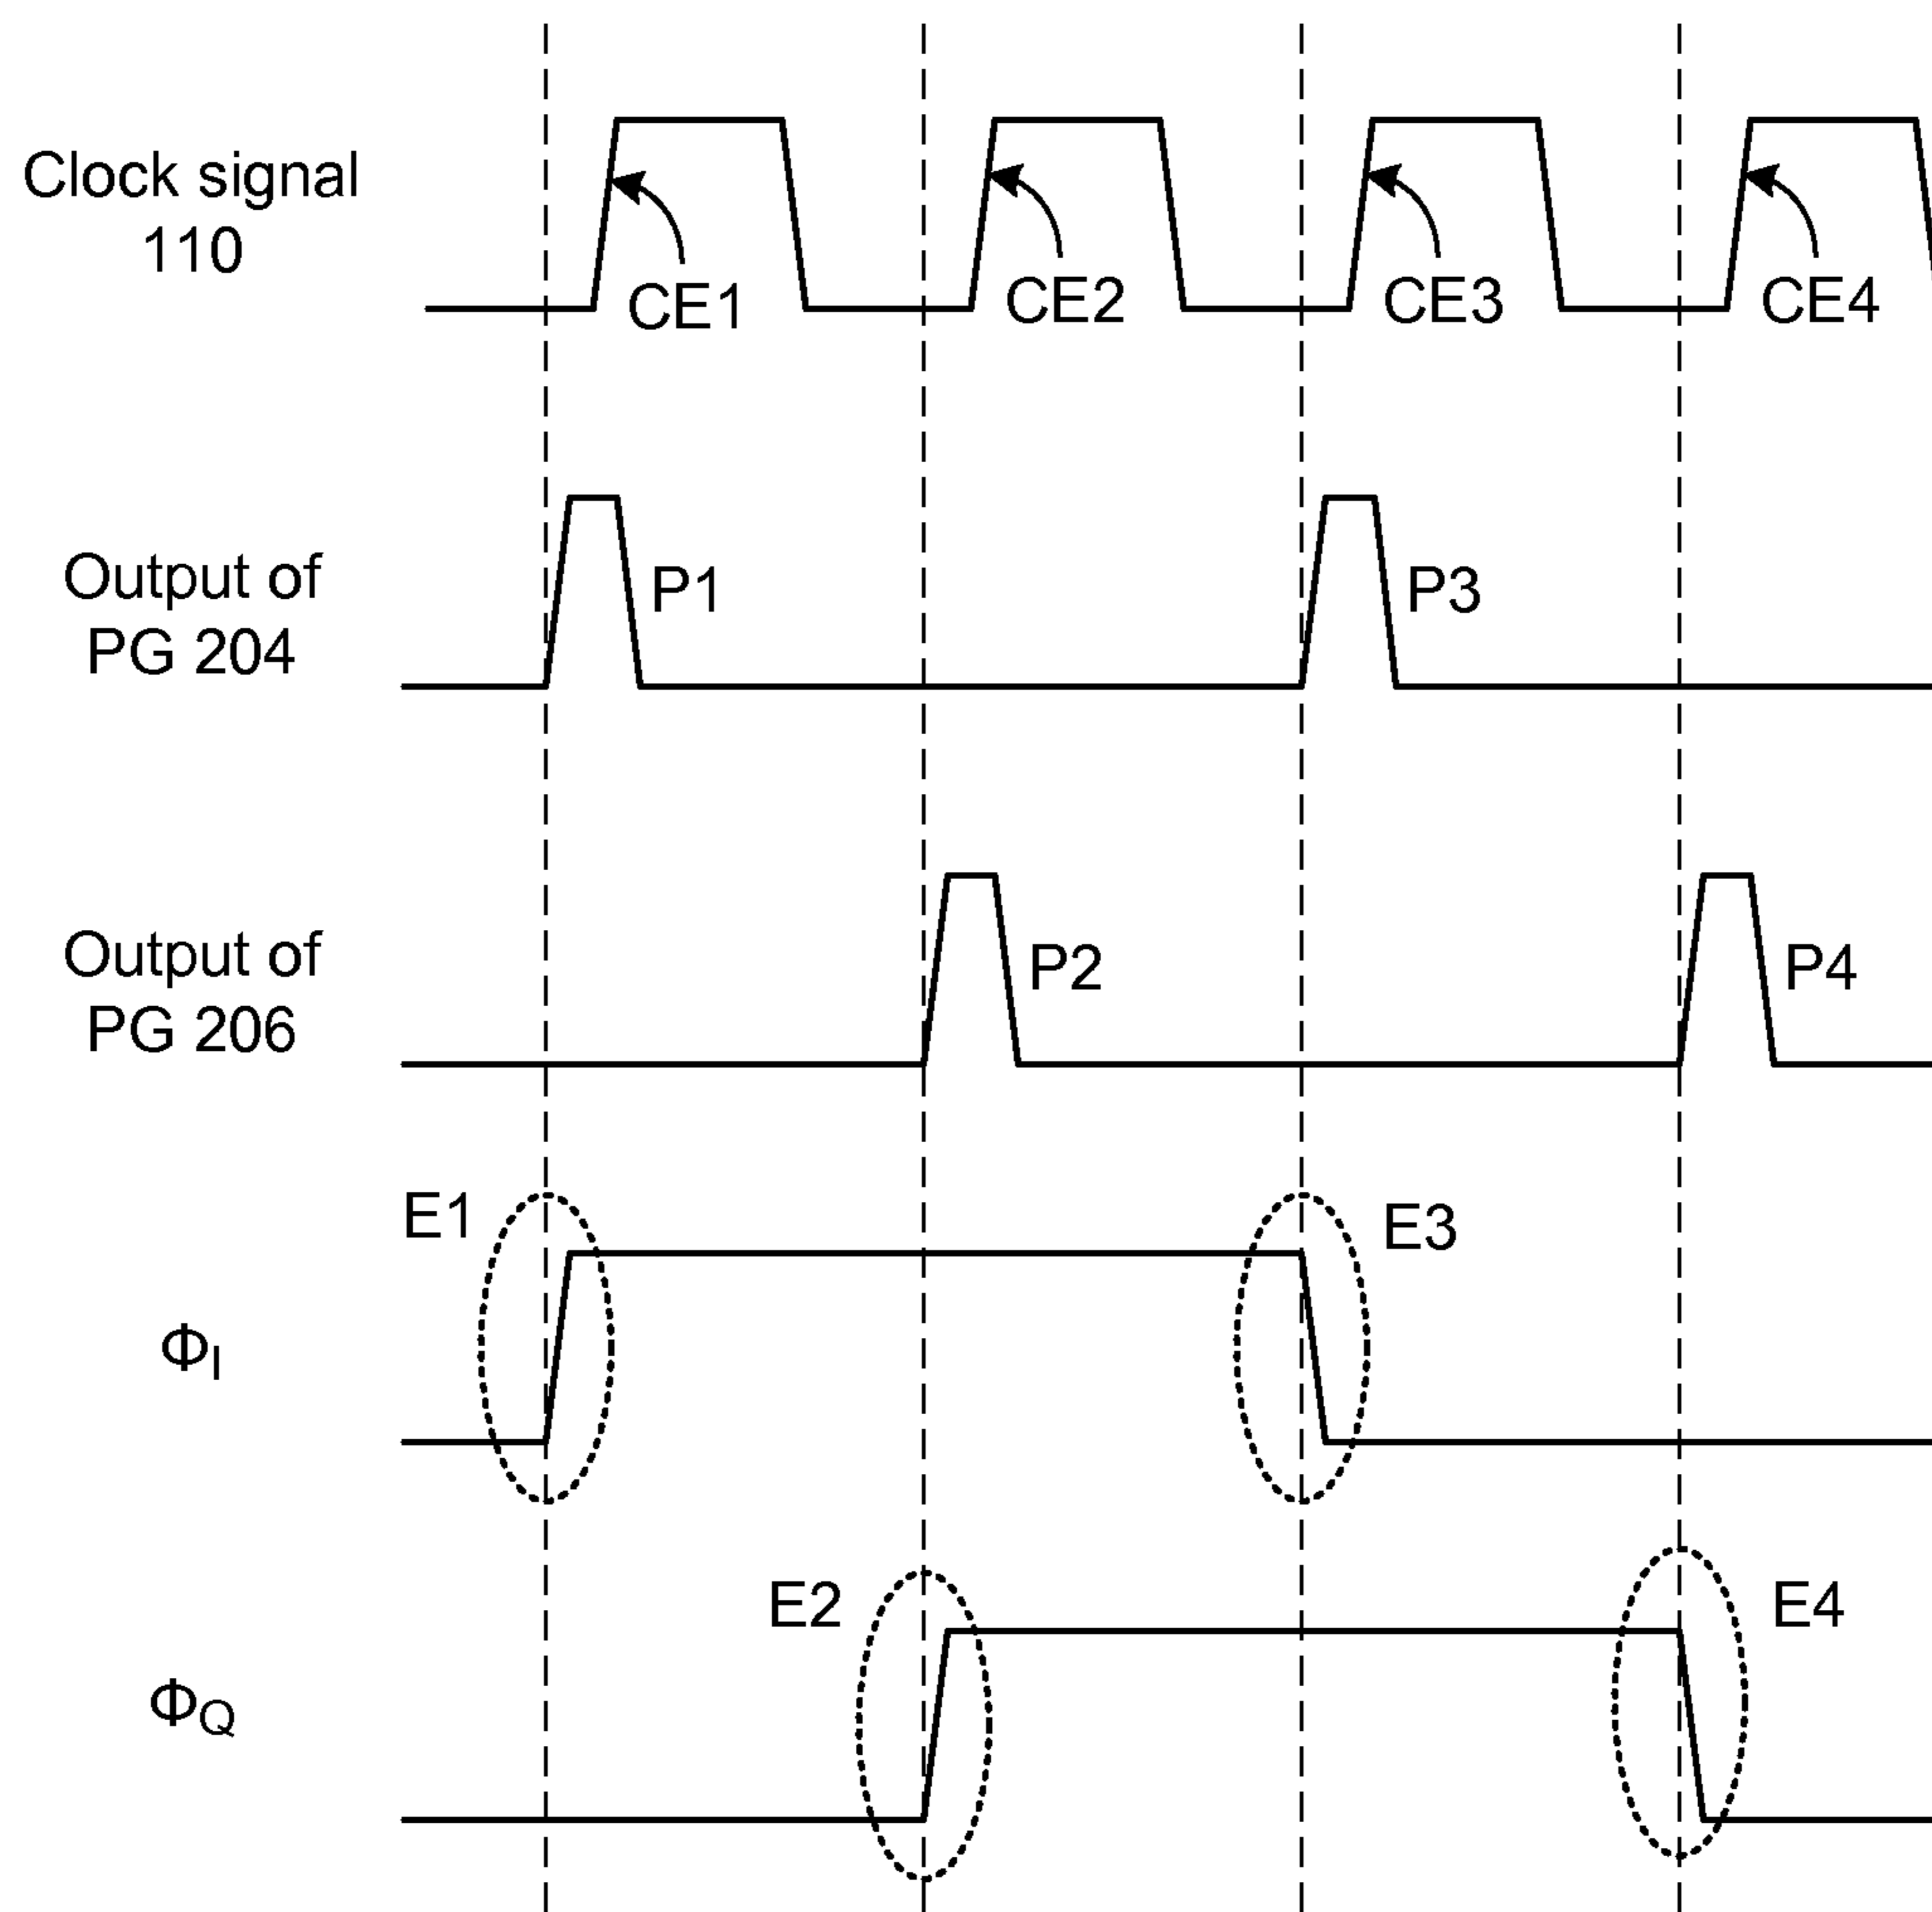 Clock signal
110
CE1
CE2
CE3
CE4
Output of
PG 204
P1
P3
Output of
PG 206
P2
P4
E1
E3
ΦI
E2
E4
ΦQ